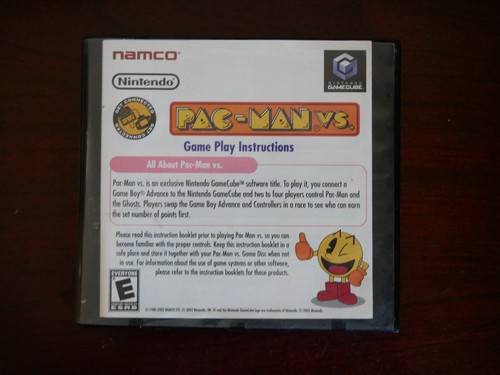 namco
Nintendo
NINTENDO
GAMECUBE
GET CONNECTED
PAC-MAN VS.
Game Play Instructions
All About Pac-Man vs.
Pac-Man vs. is an exclusive Nintendo GameCube™ software title. To play it, you connect a
Game Boy® Advance to the Nintendo GameCube and two to four players control Pac-Man and
the Ghosts. Players swap the Game Boy Advance and Controllers in a race to see who can earn
the set number of points first.
Please read this instruction booklet prior to playing Pac Man vs. so you can
become familiar with the proper controls. Keep this instruction booklet in a
safe place and store it together with your Pac Man vs. Game Disc when not
in use. For information about the use of game systems or other software,
please refer to the instruction booklets for those products.
EVERYONE
E
ESRB